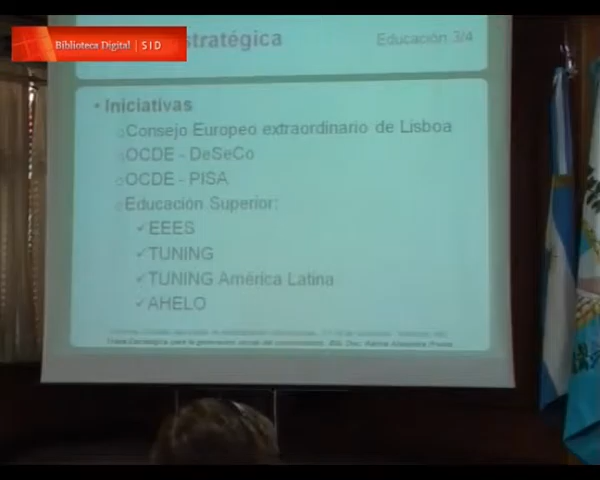 Biblioteca Digital | SID
stratégica
Educación 3/4
• Iniciativas
Consejo Europeo extraordinario de Lisboa
OCDE - DeSeCo
OCDE - PISA
Educación Superior:
✓EEES
✓TUNING
✓TUNING América Latina
✓AHELO